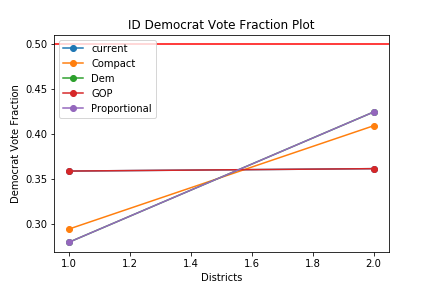 ID Democrat Vote Fraction Plot
Democrat Vote Fraction
0.50
0.45
0.40
0.35
0.30
current
Compact
Dem
GOP
Proportional
1.0 1.2 1.4 1.6 1.8 2.0
Districts